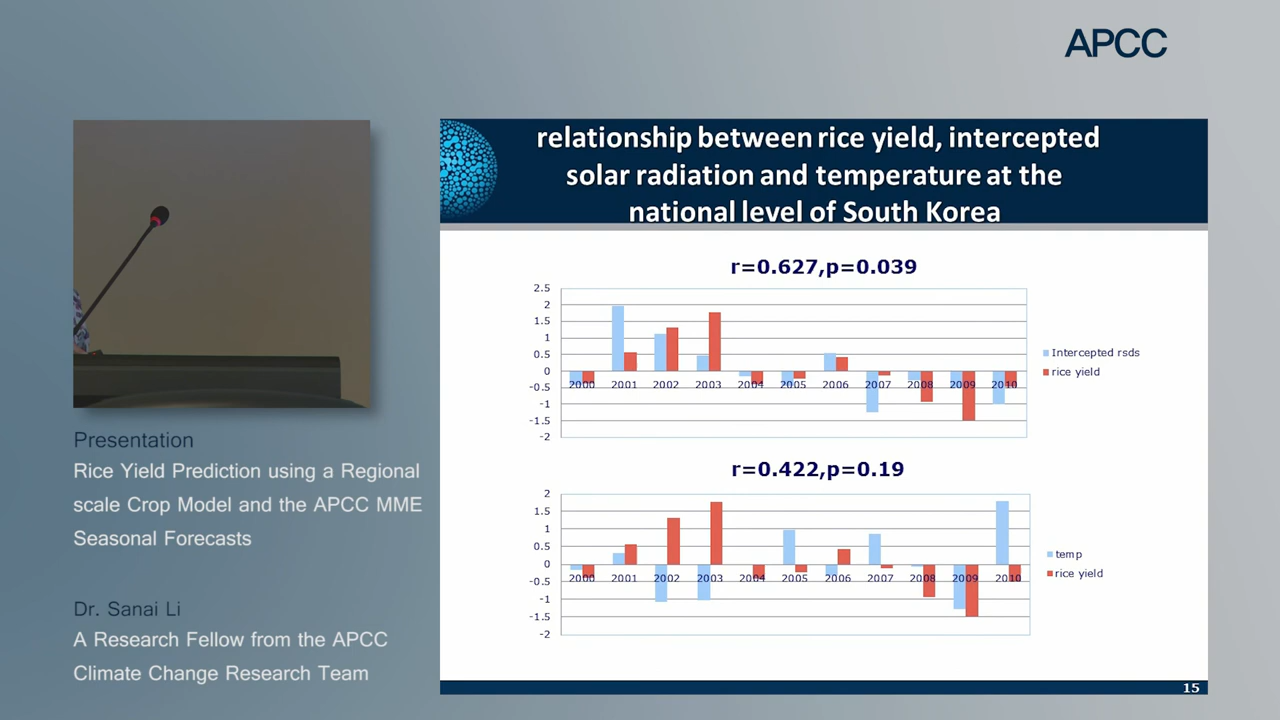 APCC
relationship between rice yield, intercepted
solar radiation and temperature at the
national level of South Korea
r=0.627,p=0.039
2.5
2
1.5
1
0.5
0
-0.5
-1
-1.5
-2
2000 2001 2002 2003 2004 2005 2006 2007 2008 2009 2010
Intercepted rsds
rice yield
r=0.422,p=0.19
2
1.5
1
0.5
0
-0.5
-1
-1.5
-2
2000 2001 2002 2003 2004 2005 2006 2007 2008 2009 2010
temp
rice yield
15
Presentation
Rice Yield Prediction using a Regional
scale Crop Model and the APCC MME
Seasonal Forecasts
Dr. Sanai Li
A Research Fellow from the APCC
Climate Change Research Team